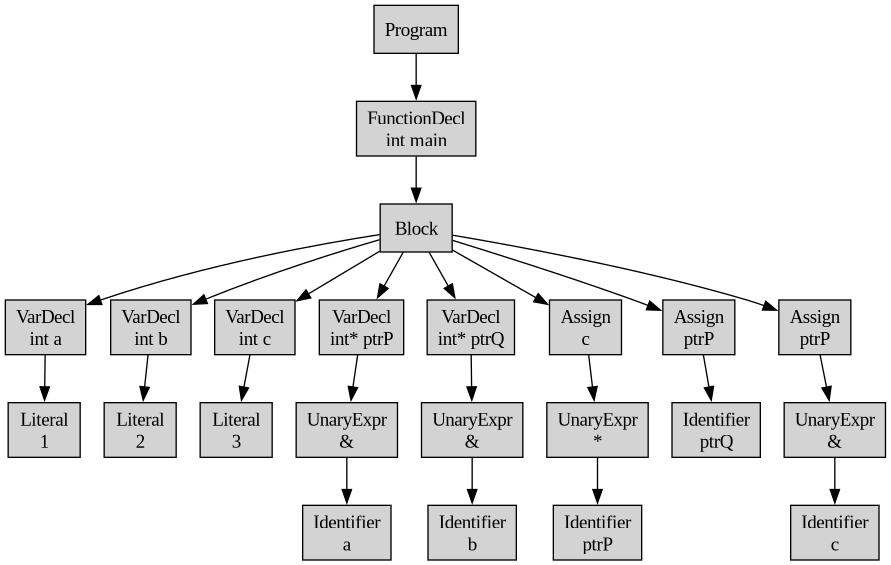 Program
FunctionDecl
int main
Block
VarDecl
int a
VarDecl
int b
VarDecl
int c
VarDecl
int* ptrP
VarDecl
int* ptrQ
Assign
c
Assign
ptrP
Assign
ptrP
Literal
1
Literal
2
Literal
3
UnaryExpr
&
UnaryExpr
&
UnaryExpr
*
Identifier
ptrQ
UnaryExpr
&
Identifier
a
Identifier
b
Identifier
ptrP
Identifier
c